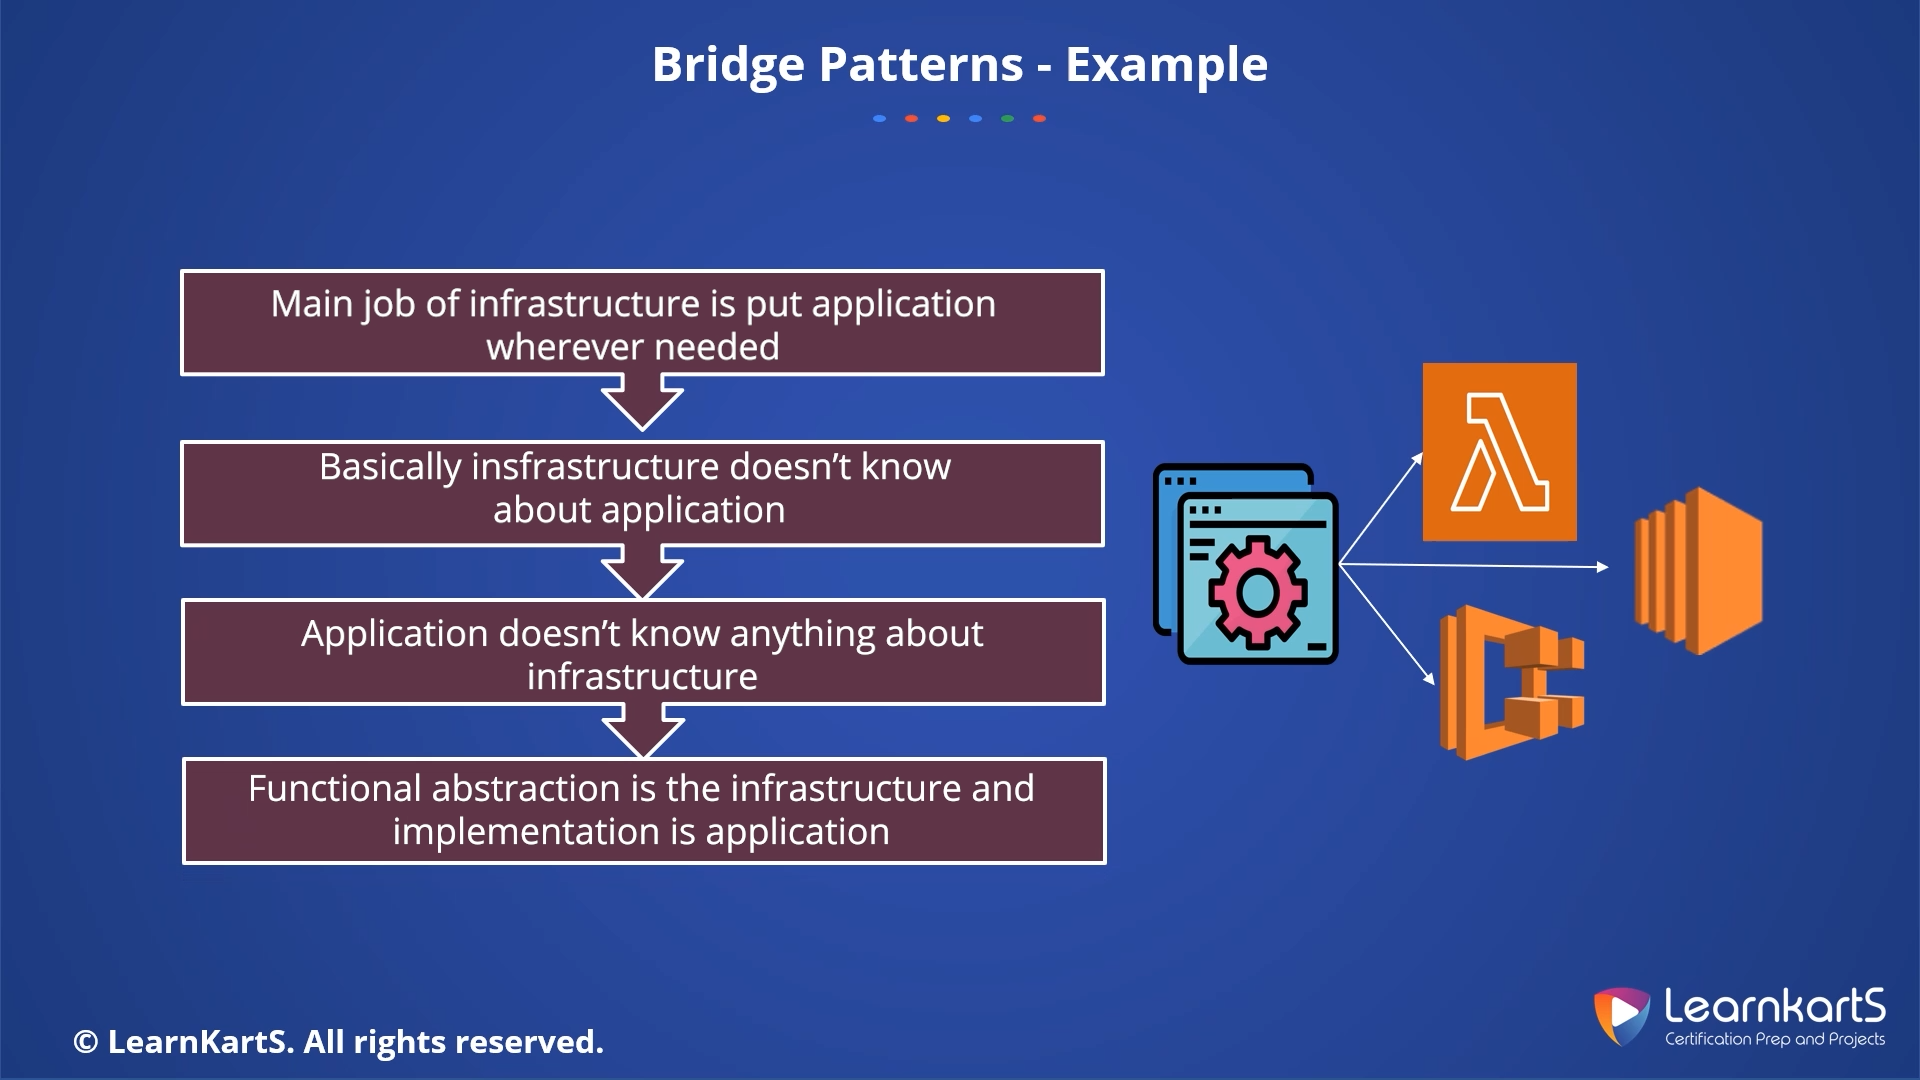 Bridge Patterns - Example
Main job of infrastructure is put application
wherever needed
Basically insfrastructure doesn’t know
about application
Application doesn’t know anything about
infrastructure
Functional abstraction is the infrastructure and
implementation is application
© LearnKartS. All rights reserved.
LearnkartS
Certification Prep and Projects